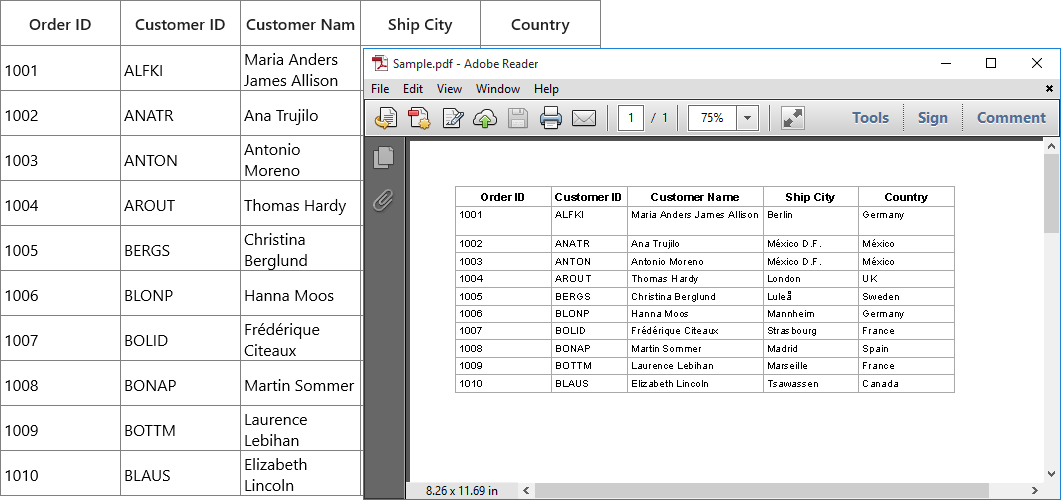 Order ID Customer ID Customer Nam Ship City Country
1001 ALFKI Maria Anders
James Allison
1002 ANATR Ana Trujilo
1003 ANTON Antonio
Moreno
1004 AROUT Thomas Hardy
1005 BERGS Christina
Berglund
1006 BLONP Hanna Moos
1007 BOLID Frédérique
Citeaux
1008 BONAP Martin Sommer
1009 BOTTM Laurence
Lebihan
1010 BLAUS Elizabeth
Lincoln
Sample.pdf - Adobe Reader
File Edit View Window Help
1 / 1 75% Tools Sign Comment
Order ID Customer ID Customer Name Ship City Country
1001 ALFKI Maria Anders James Allison Berlin Germany
1002 ANATR Ana Trujilo México D.F. México
1003 ANTON Antonio Moreno México D.F. México
1004 AROUT Thomas Hardy London UK
1005 BERGS Christina Berglund Luleå Sweden
1006 BLONP Hanna Moos Mannheim Germany
1007 BOLID Frédérique Citeaux Strasbourg France
1008 BONAP Martin Sommer Madrid Spain
1009 BOTTM Laurence Lebihan Marseille France
1010 BLAUS Elizabeth Lincoln Tsawassen Canada
8.26 x 11.69 in